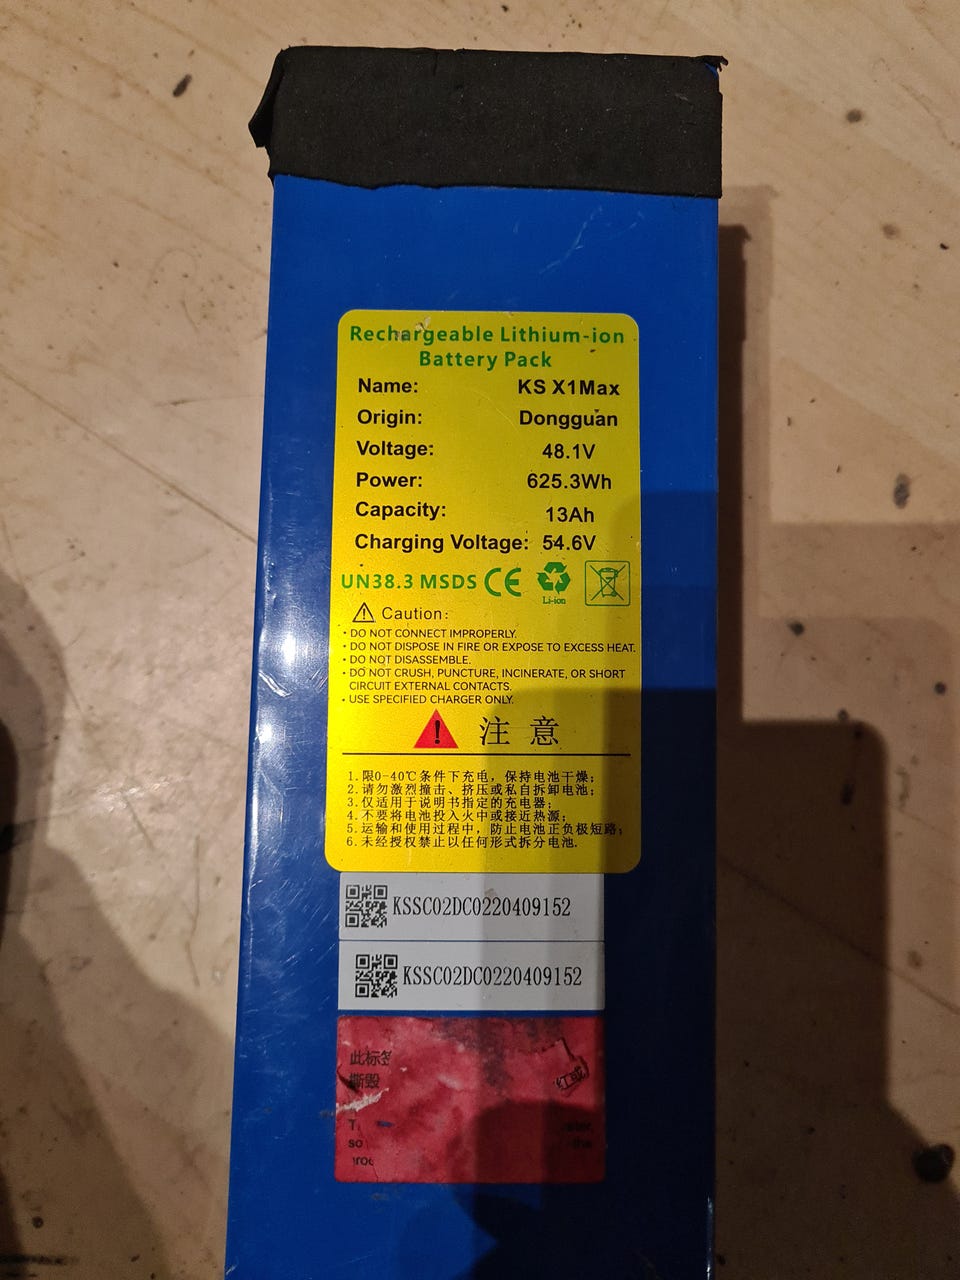 Rechargeable Lithium-ion
Battery Pack
Name: KS X1Max
Origin: Dongguan
Voltage: 48.1V
Power: 625.3Wh
Capacity: 13Ah
Charging Voltage: 54.6V
UN38.3 MSDS CE
Li-ion
Caution:
• DO NOT CONNECT IMPROPERLY.
• DO NOT DISPOSE IN FIRE OR EXPOSE TO EXCESS HEAT.
• DO NOT DISASSEMBLE.
• DO NOT CRUSH, PUNCTURE, INCINERATE, OR SHORT
CIRCUIT EXTERNAL CONTACTS.
• USE SPECIFIED CHARGER ONLY.
注 意
1.限0-40℃条件下充电，保持电池干燥;
2.请勿激烈撞击、挤压或私自拆卸电池;
3.仅适用于说明书指定的充电器;
4.不要将电池投入火中或接近热源;
5.运输和使用过程中，防止电池正负极短路;
6.未经授权禁止以任何形式拆分电池.
KSSC02DC0220409152
KSSC02DC0220409152
此标签
撕毁